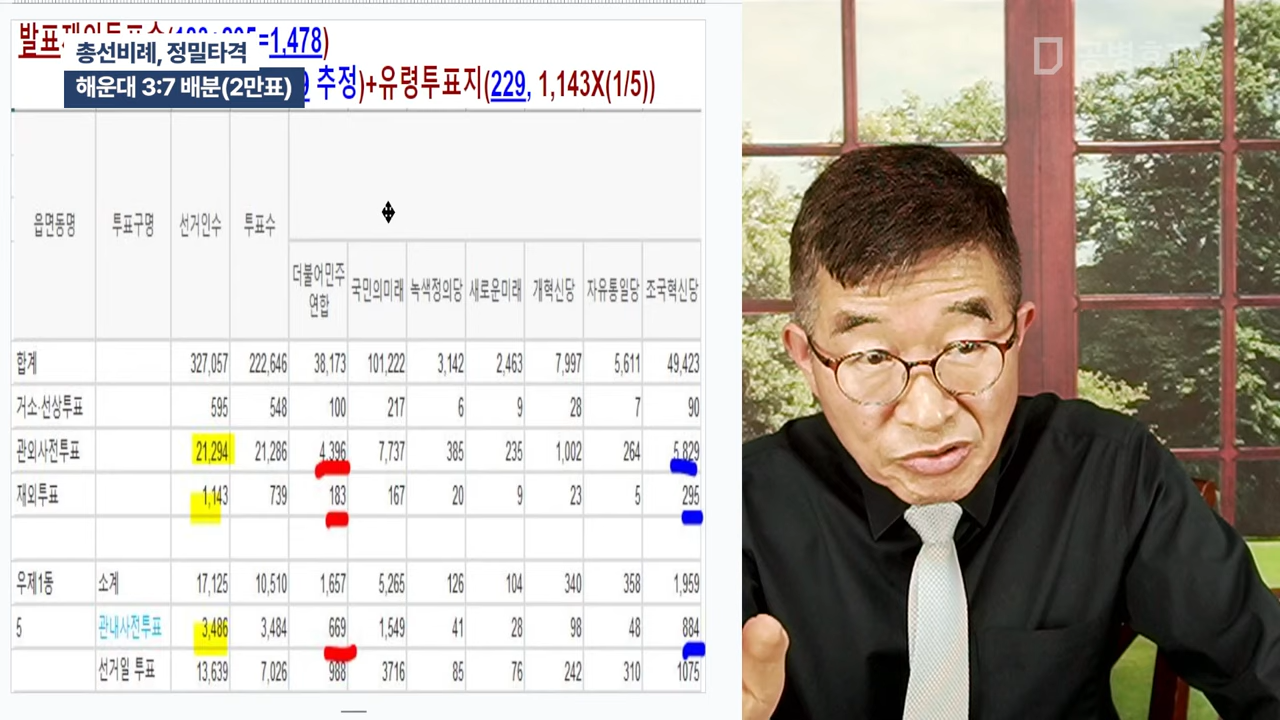 총선비례, 정밀타격
해운대 3:7 배분(2만표)
발표 =1,478)
추정)+유령투표지(229, 1,143X(1/5))
공병호TV
읍면동명 투표구명 선거인수 투표수
더불어민주연합 국민의미래 녹색정의당 새로운미래 개혁신당 자유통일당 조국혁신당
합계 327,057 222,646 38,173 101,222 3,142 2,463 7,997 5,611 49,423
거소·선상투표 595 548 100 217 6 9 28 7 90
관외사전투표 21,294 21,286 4,396 7,737 385 235 1,002 264 5,829
재외투표 1,143 739 183 167 20 9 23 5 295
우제1동 소계 17,125 10,510 1,657 5,265 126 104 340 358 1,959
5 관내사전투표 3,486 3,484 669 1,549 41 28 98 48 884
선거일 투표 13,639 7,026 988 3716 85 76 242 310 1075